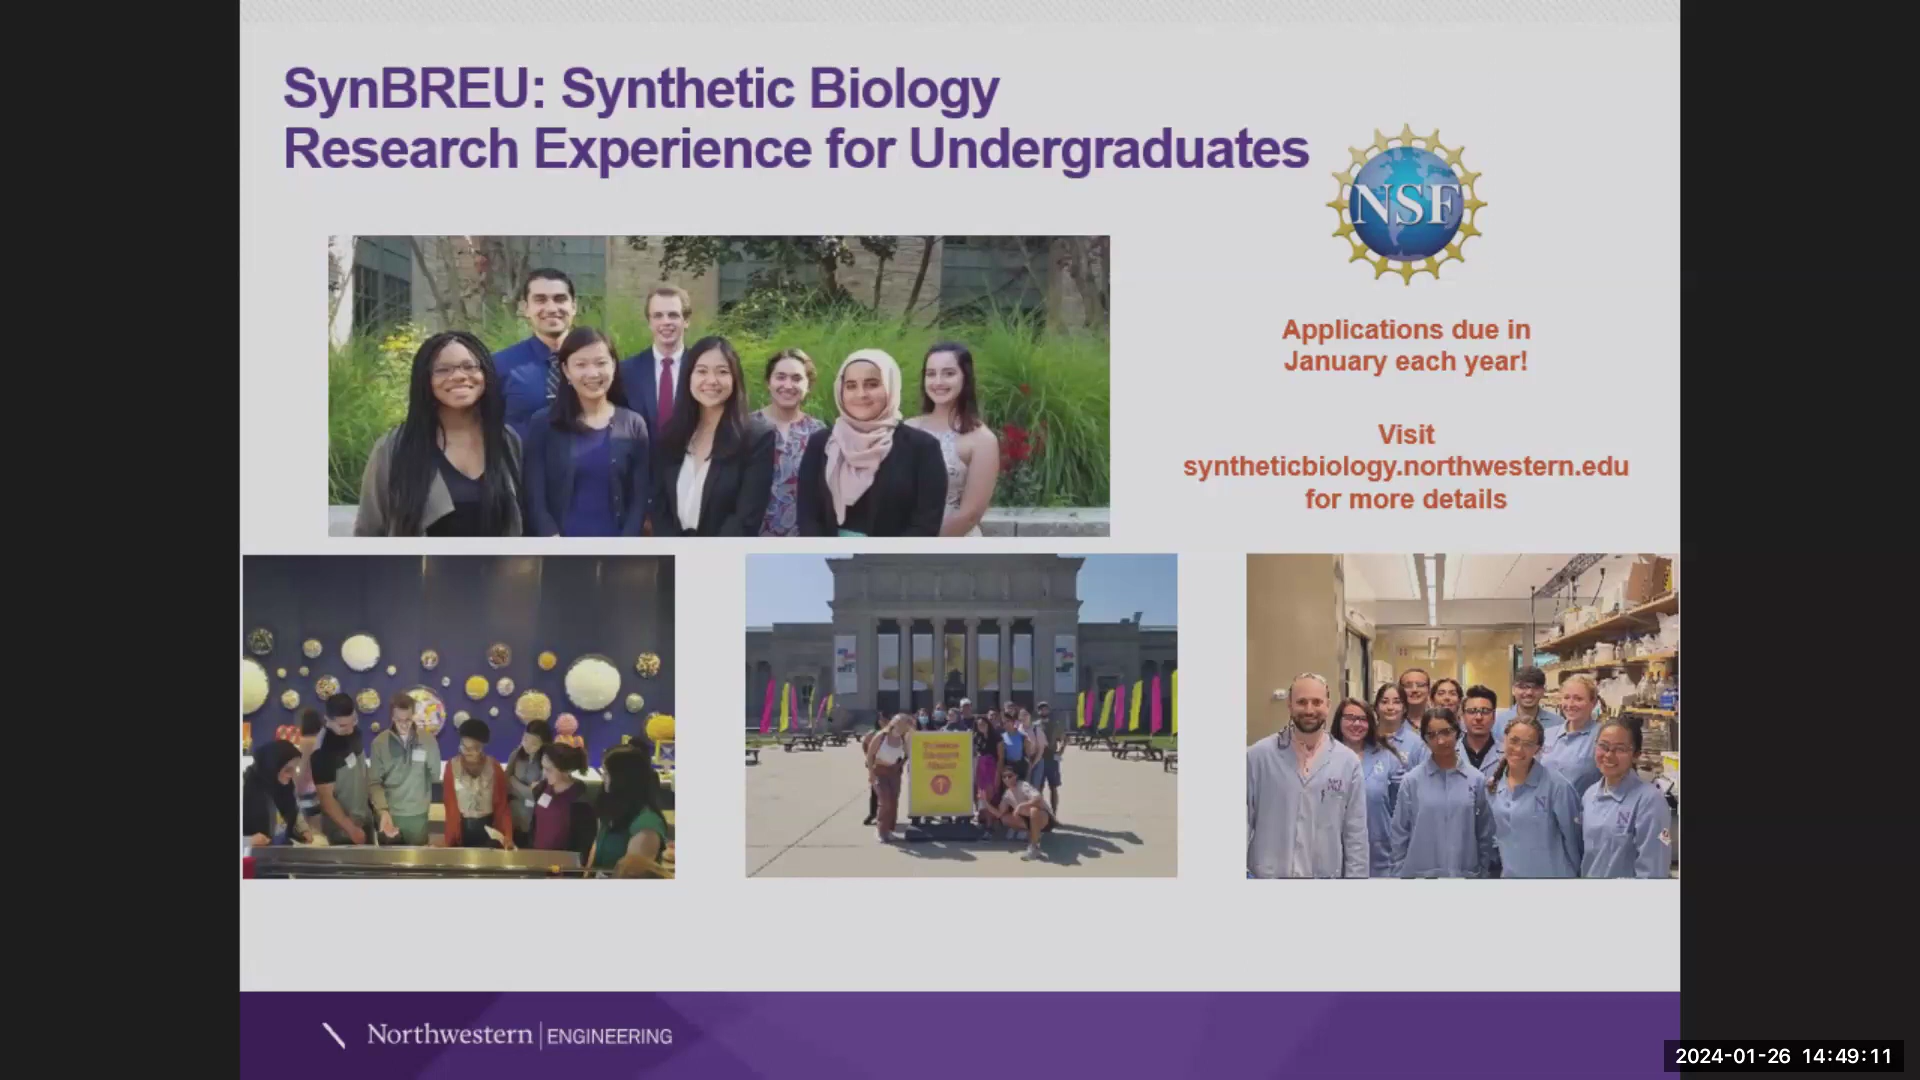 SynBREU: Synthetic Biology
Research Experience for Undergraduates
NSF
Applications due in
January each year!
Visit
syntheticbiology.northwestern.edu
for more details
Northwestern | ENGINEERING
2024-01-26 14:49:11